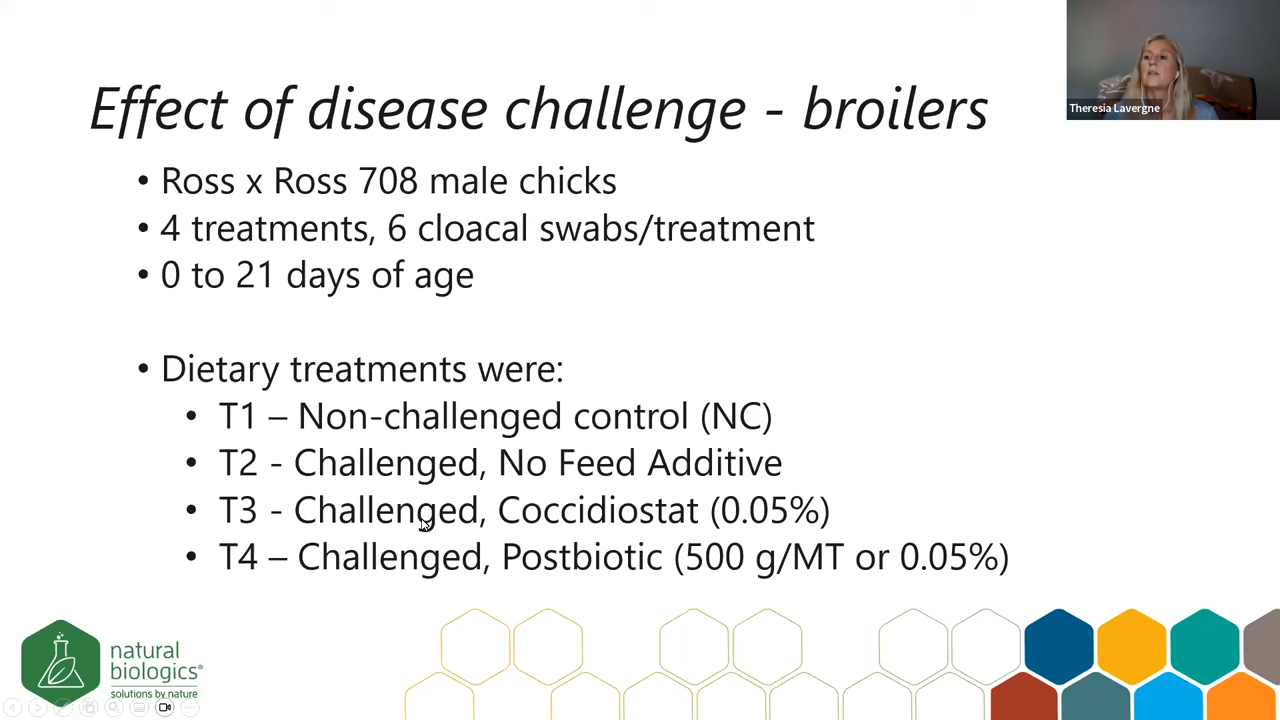 Effect of disease challenge - broilers
Theresia Lavergne
• Ross x Ross 708 male chicks
• 4 treatments, 6 cloacal swabs/treatment
• 0 to 21 days of age
• Dietary treatments were:
• T1 – Non-challenged control (NC)
• T2 - Challenged, No Feed Additive
• T3 - Challenged, Coccidiostat (0.05%)
• T4 – Challenged, Postbiotic (500 g/MT or 0.05%)
natural
biologics®
solutions by nature